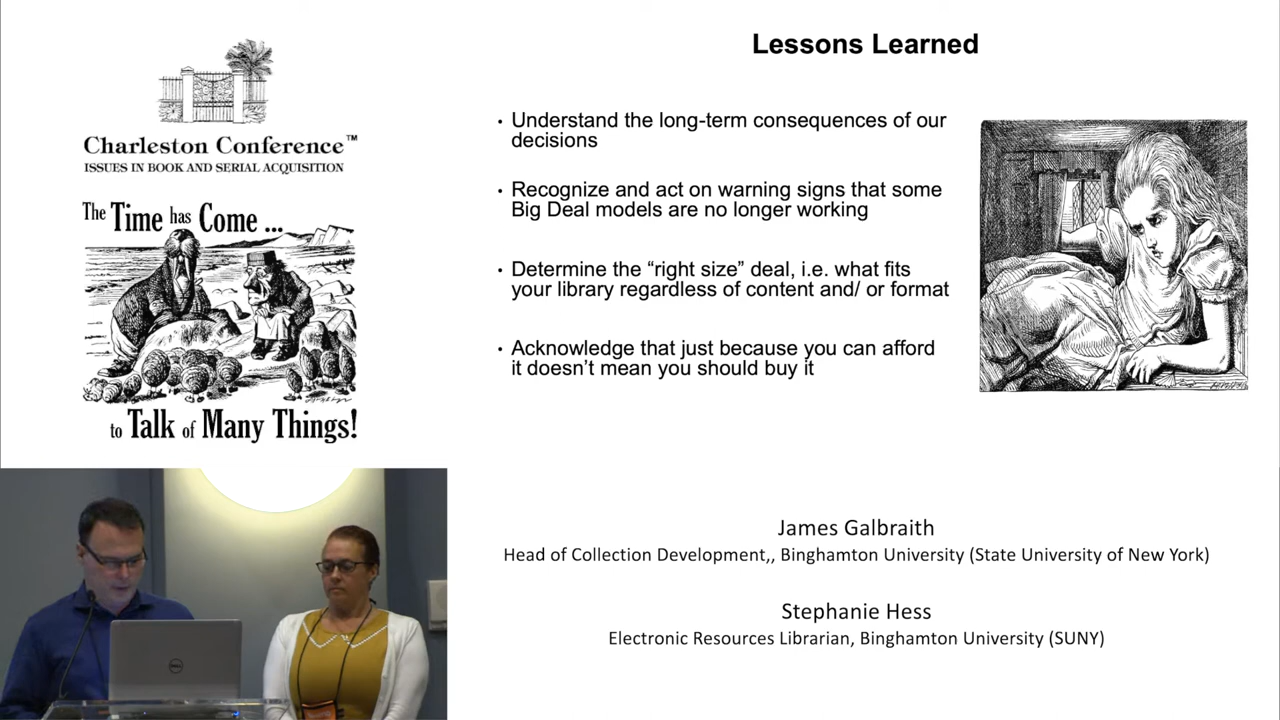 Charleston Conference™
ISSUES IN BOOK AND SERIAL ACQUISITION
The Time has Come ...
to Talk of Many Things!
Lessons Learned
• Understand the long-term consequences of our
decisions
• Recognize and act on warning signs that some
Big Deal models are no longer working
• Determine the “right size” deal, i.e. what fits
your library regardless of content and/ or format
• Acknowledge that just because you can afford
it doesn’t mean you should buy it
James Galbraith
Head of Collection Development,, Binghamton University (State University of New York)
Stephanie Hess
Electronic Resources Librarian, Binghamton University (SUNY)
DELL